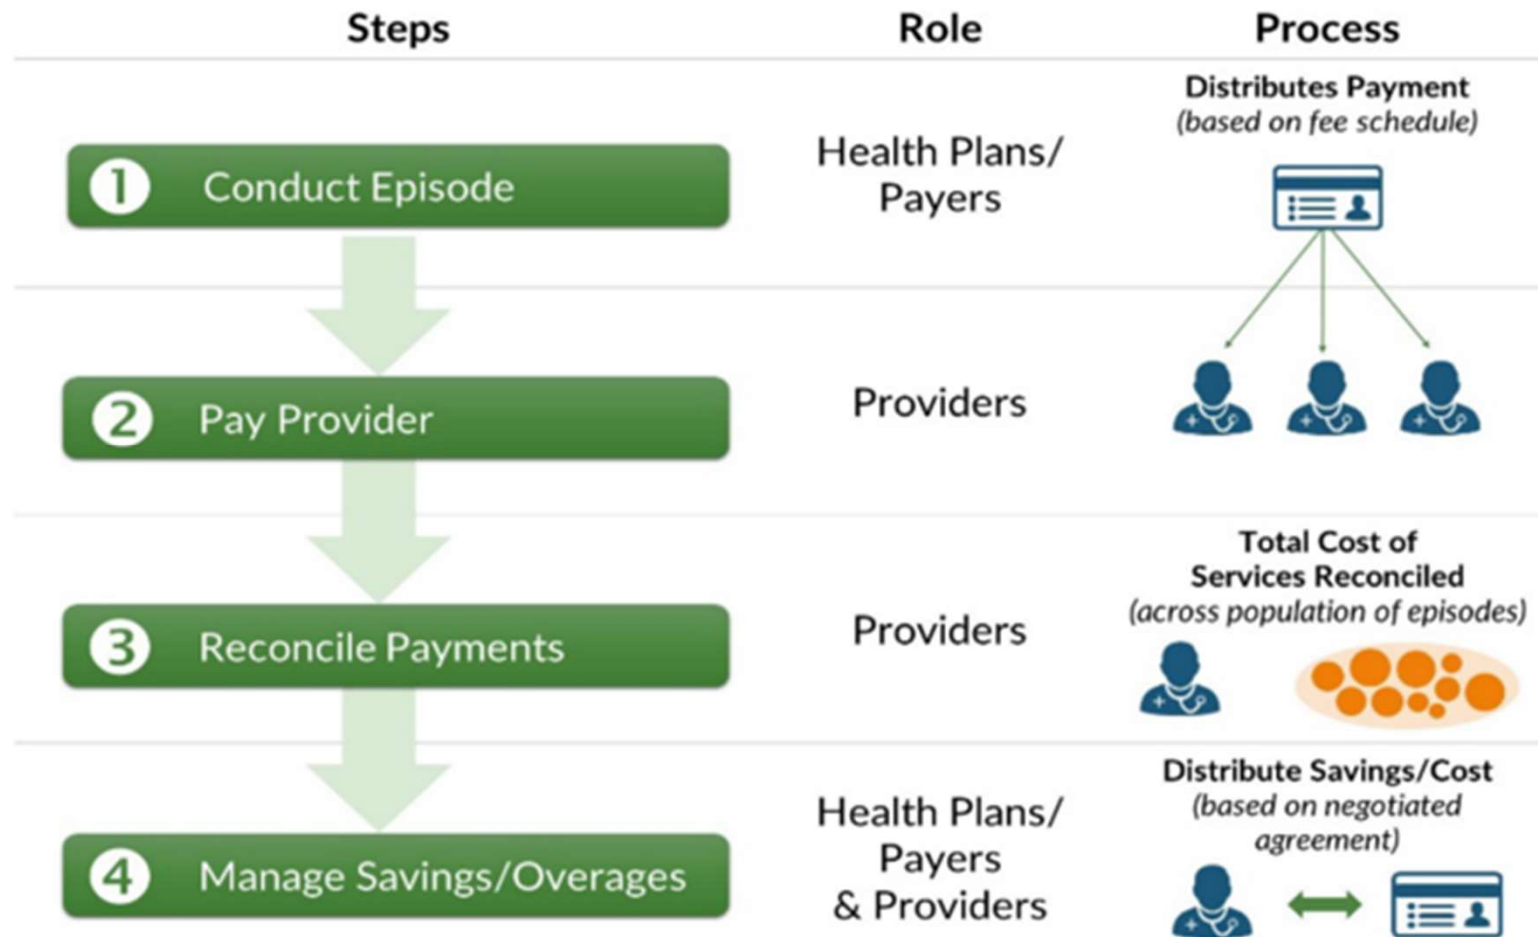 Steps
Role
Process
1 Conduct Episode
Health Plans/
Payers
Distributes Payment
(based on fee schedule)
2 Pay Provider
Providers
3 Reconcile Payments
Providers
Total Cost of
Services Reconciled
(across population of episodes)
4 Manage Savings/Overages
Health Plans/
Payers
& Providers
Distribute Savings/Cost
(based on negotiated
agreement)